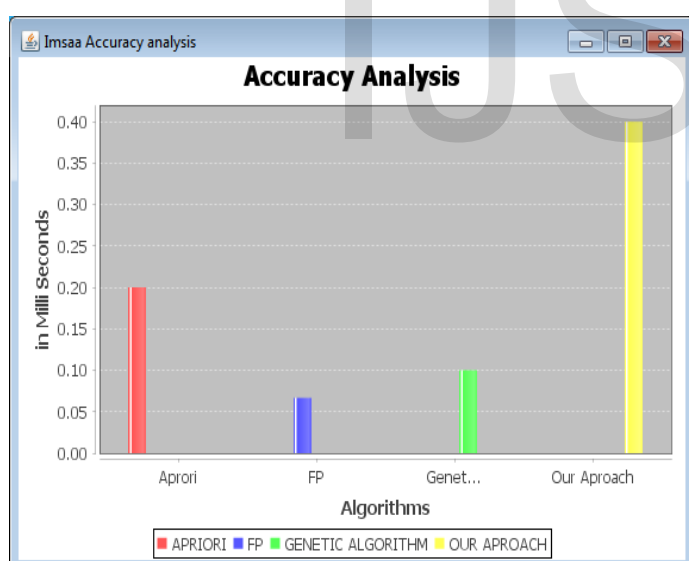 IJS
Imsaa Accuracy analysis
Accuracy Analysis
in Milli Seconds
0.40
0.35
0.30
0.25
0.20
0.15
0.10
0.05
0.00
Aprori FP Genet... Our Aproach
Algorithms
APRIORI FP GENETIC ALGORITHM OUR APROACH